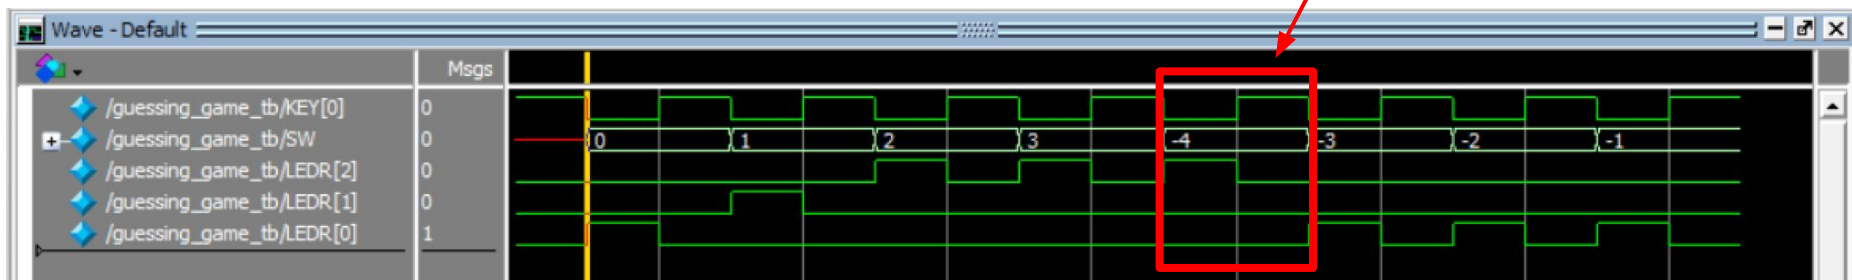 Wave - Default
Msgs
/guessing_game_tb/KEY[0] 0
/guessing_game_tb/SW 0 0 1 2 3 -4 -3 -2 -1
/guessing_game_tb/LEDR[2] 0
/guessing_game_tb/LEDR[1] 0
/guessing_game_tb/LEDR[0] 1